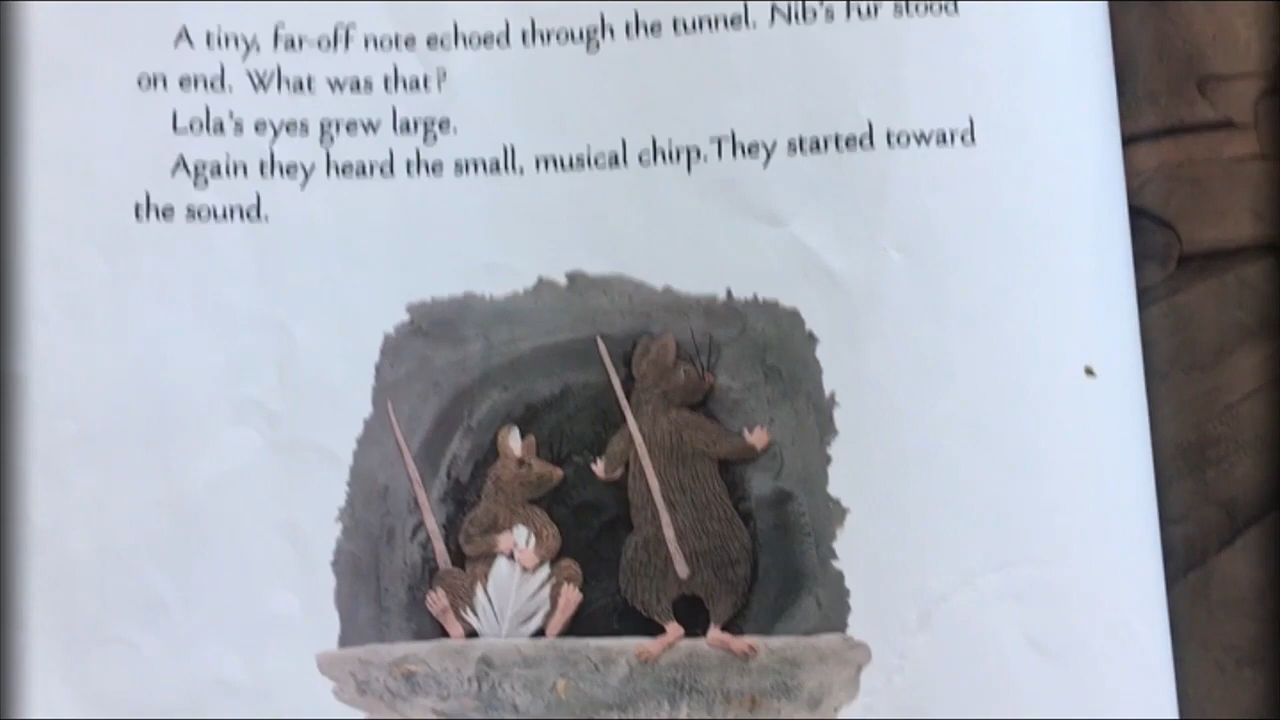 A tiny, far-off note echoed through the tunnel. Nib's fur stood
on end. What was that?
Lola's eyes grew large.
Again they heard the small, musical chirp.They started toward
the sound.